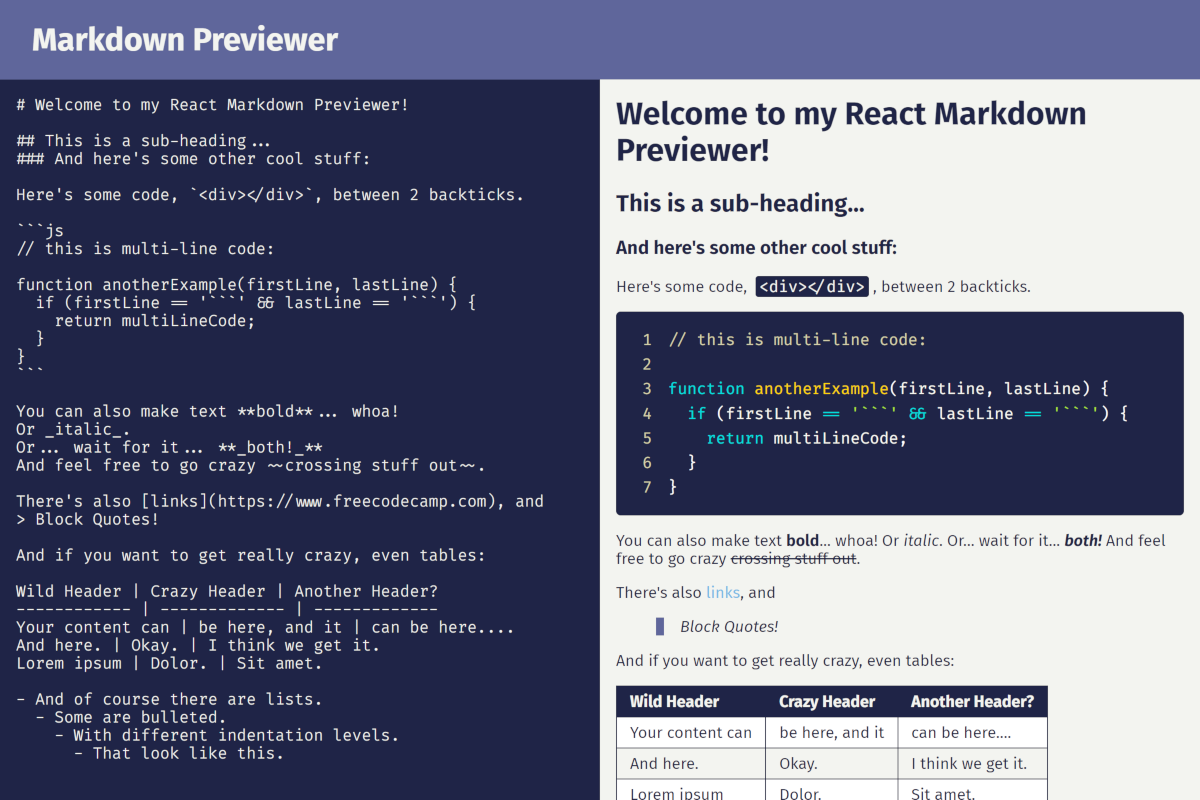 Markdown Previewer
# Welcome to my React Markdown Previewer!
## This is a sub-heading...
### And here's some other cool stuff:
Here's some code, `<div></div>`, between 2 backticks.
```js
// this is multi-line code:
function anotherExample(firstLine, lastLine) {
  if (firstLine == '```' && lastLine == '```') {
    return multiLineCode;
  }
}
```
You can also make text **bold**... whoa!
Or _italic_.
Or... wait for it... **_both!_**
And feel free to go crazy ~~crossing stuff out~~.
There's also [links](https://www.freecodecamp.com), and
> Block Quotes!
And if you want to get really crazy, even tables:
Wild Header | Crazy Header | Another Header?
------------ | ------------- | -------------
Your content can | be here, and it | can be here....
And here. | Okay. | I think we get it.
Lorem ipsum | Dolor. | Sit amet.
- And of course there are lists.
  - Some are bulleted.
    - With different indentation levels.
      - That look like this.
Welcome to my React Markdown
Previewer!
This is a sub-heading...
And here's some other cool stuff:
Here's some code, <div></div> , between 2 backticks.
1 // this is multi-line code:
2
3 function anotherExample(firstLine, lastLine) {
4   if (firstLine == '```' && lastLine == '```') {
5     return multiLineCode;
6   }
7 }
You can also make text bold... whoa! Or italic. Or... wait for it... both! And feel
free to go crazy crossing stuff out.
There's also links, and
Block Quotes!
And if you want to get really crazy, even tables:
Wild Header Crazy Header Another Header?
Your content can be here, and it can be here....
And here. Okay. I think we get it.
Lorem ipsum Dolor. Sit amet.